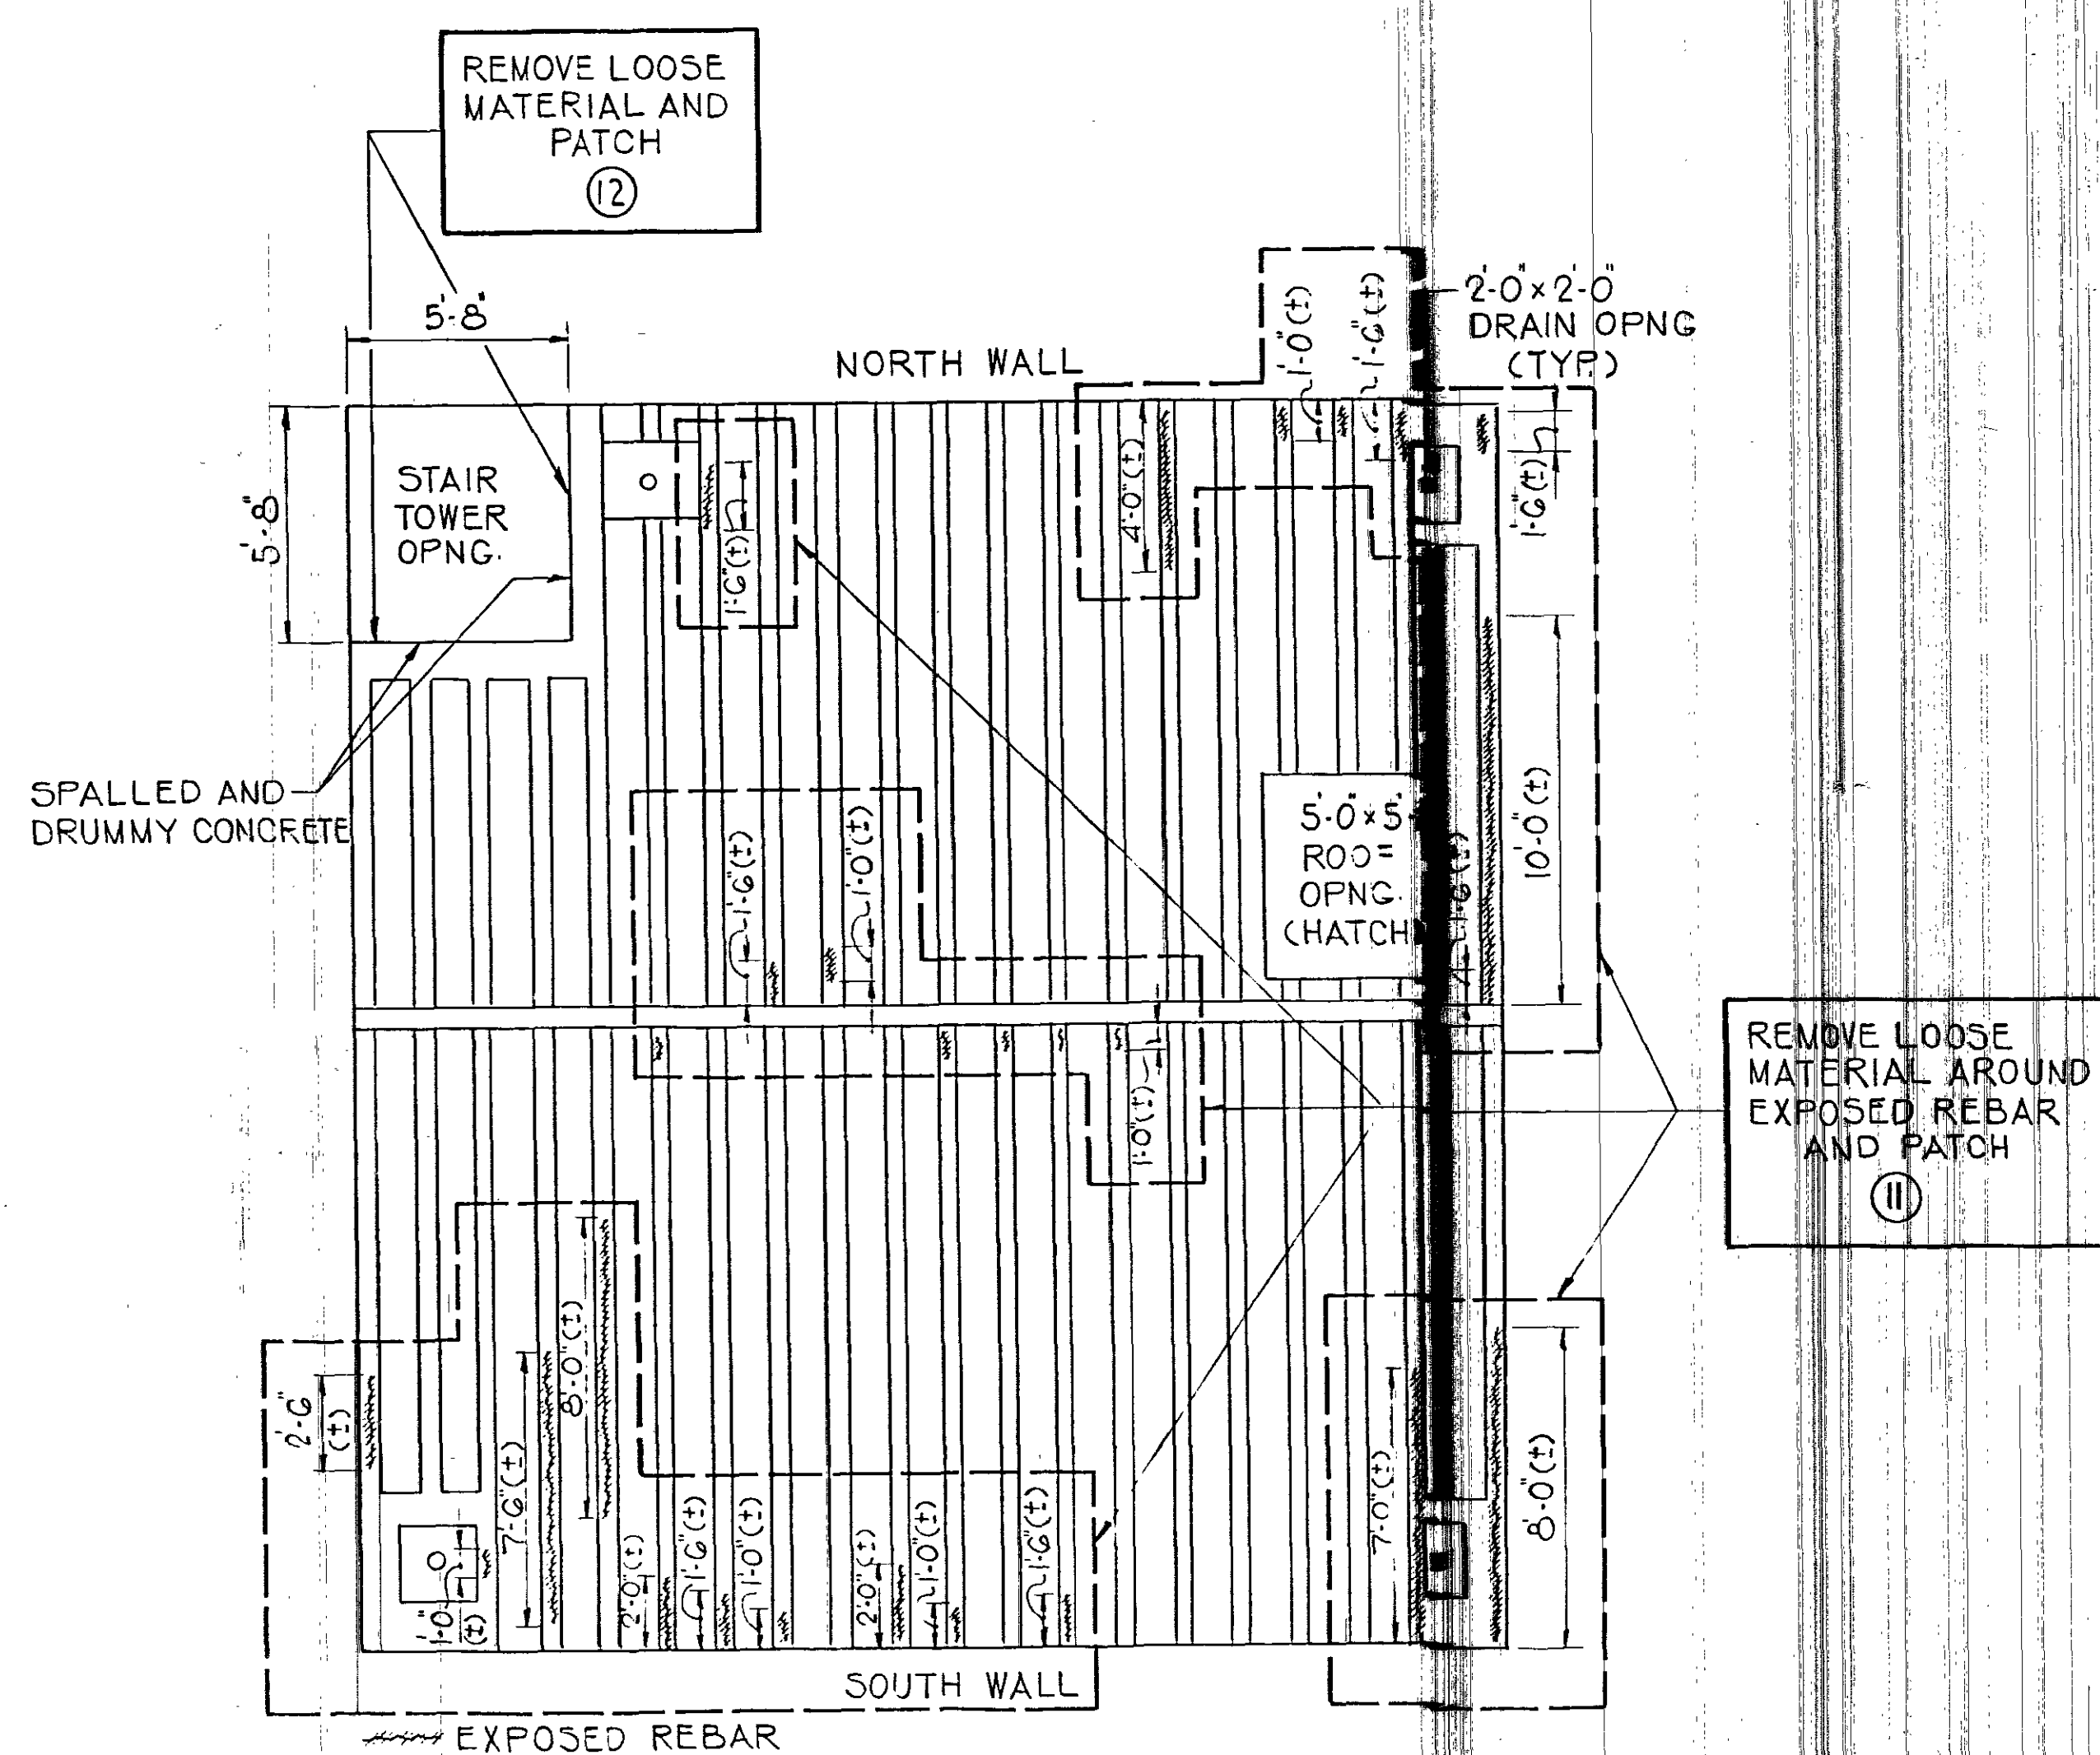 REMOVE LOOSE
MATERIAL AND
PATCH
12
5'-8"
NORTH WALL
1'-0"(±)
1'-6"(±)
2'-0"×2'-0"
DRAIN OPNG
(TYP.)
5'-8"
STAIR
TOWER
OPNG.
1'-6"(±)
4'-0"(±)
1'-6"(±)
SPALLED AND
DRUMMY CONCRETE
1'-6"(±)
1'-0"(±)
5'-0"×5'-
OPNG.
(HATCH
1'-6"(±)
10'-0"(±)
1'-0"(±)
REMOVE LOOSE
MATERIAL AROUND
EXPOSED REBAR
AND PATCH
11
2'-6"
(±)
7'-6"(±)
8'-0"(±)
1'-0"
(±)
2'-0"(±)
1'-6"(±)
1'-0"(±)
2'-0"(±)
1'-0"(±)
1'-6"(±)
7'-0"(±)
8'-0"(±)
SOUTH WALL
EXPOSED REBAR